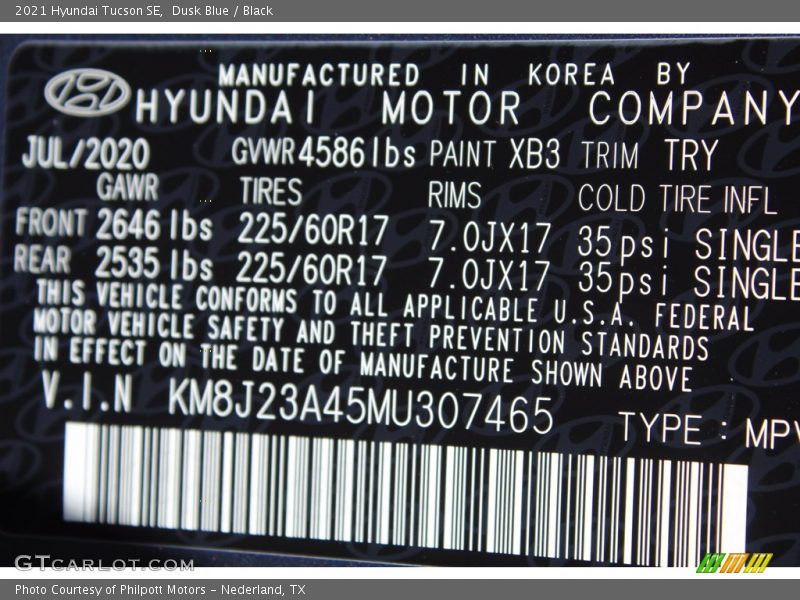 2021 Hyundai Tucson SE, Dusk Blue / Black
MANUFACTURED IN KOREA BY
HYUNDAI MOTOR COMPANY
JUL/2020 GVWR 4586 lbs PAINT XB3 TRIM TRY
GAWR TIRES RIMS COLD TIRE INFL
FRONT 2646 lbs 225/60R17 7.0JX17 35psi SINGLE
REAR 2535 lbs 225/60R17 7.0JX17 35psi SINGLE
THIS VEHICLE CONFORMS TO ALL APPLICABLE U.S.A. FEDERAL
MOTOR VEHICLE SAFETY AND THEFT PREVENTION STANDARDS
IN EFFECT ON THE DATE OF MANUFACTURE SHOWN ABOVE
V.I.N KM8J23A45MU307465 TYPE : MPV
GTCARLOT.COM
Photo Courtesy of Philpott Motors - Nederland, TX